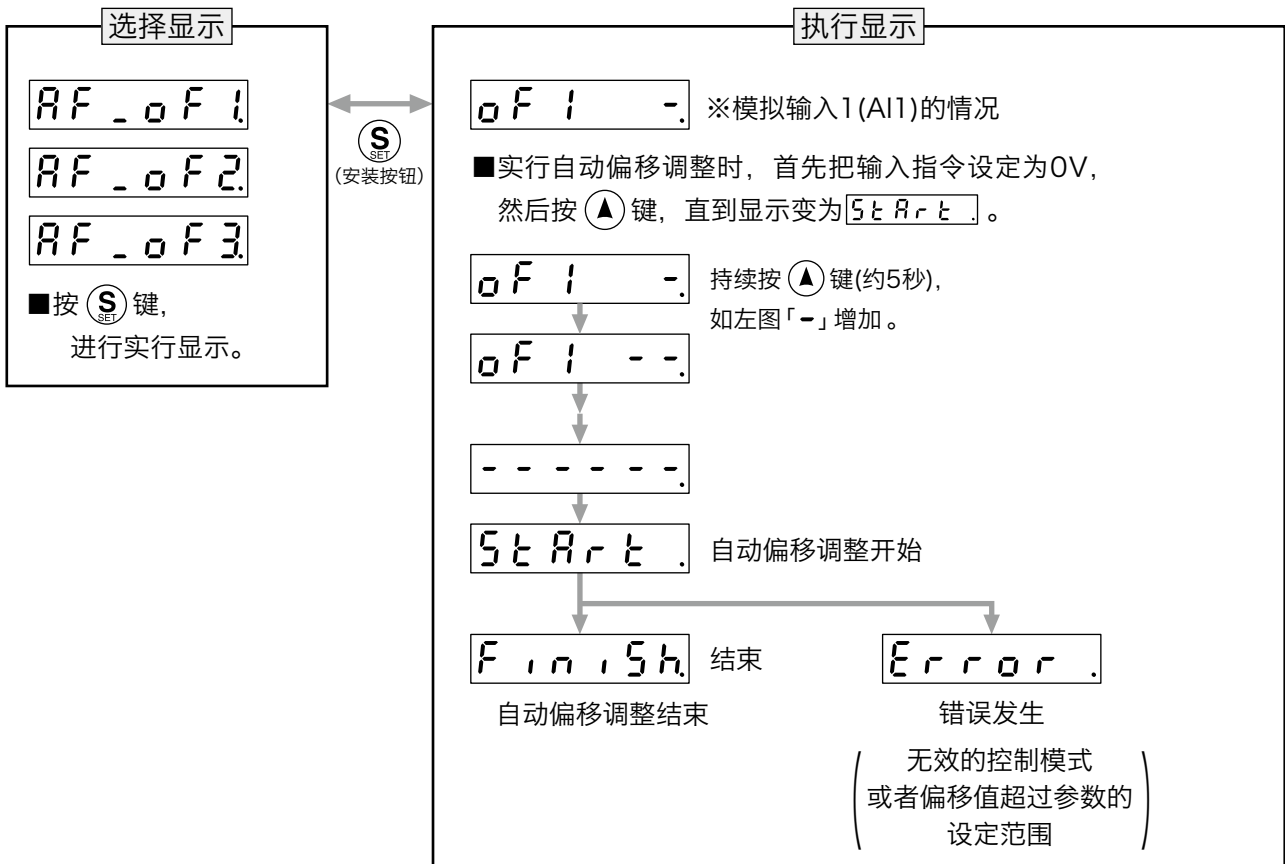 选择显示
AF_oF1.
AF_oF2.
AF_oF3.
■按 S SET 键，
进行实行显示。
S SET
(安装按钮)
执行显示
oF1 -. ※模拟输入1(AI1)的情况
■实行自动偏移调整时，首先把输入指令设定为0V，
然后按 ▲ 键，直到显示变为 StArt . 。
oF1 -. 持续按 ▲ 键(约5秒)，
如左图「-」增加。
oF1 --.
------.
StArt . 自动偏移调整开始
FiniSh. 结束
自动偏移调整结束
Error .
错误发生
(无效的控制模式
或者偏移值超过参数的
设定范围)